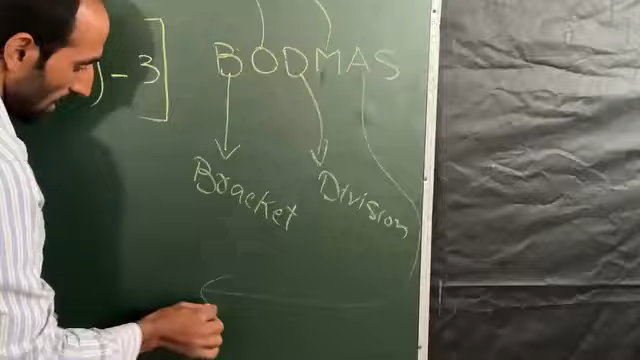 ) - 3 ]
BODMAS
Bracket
Division